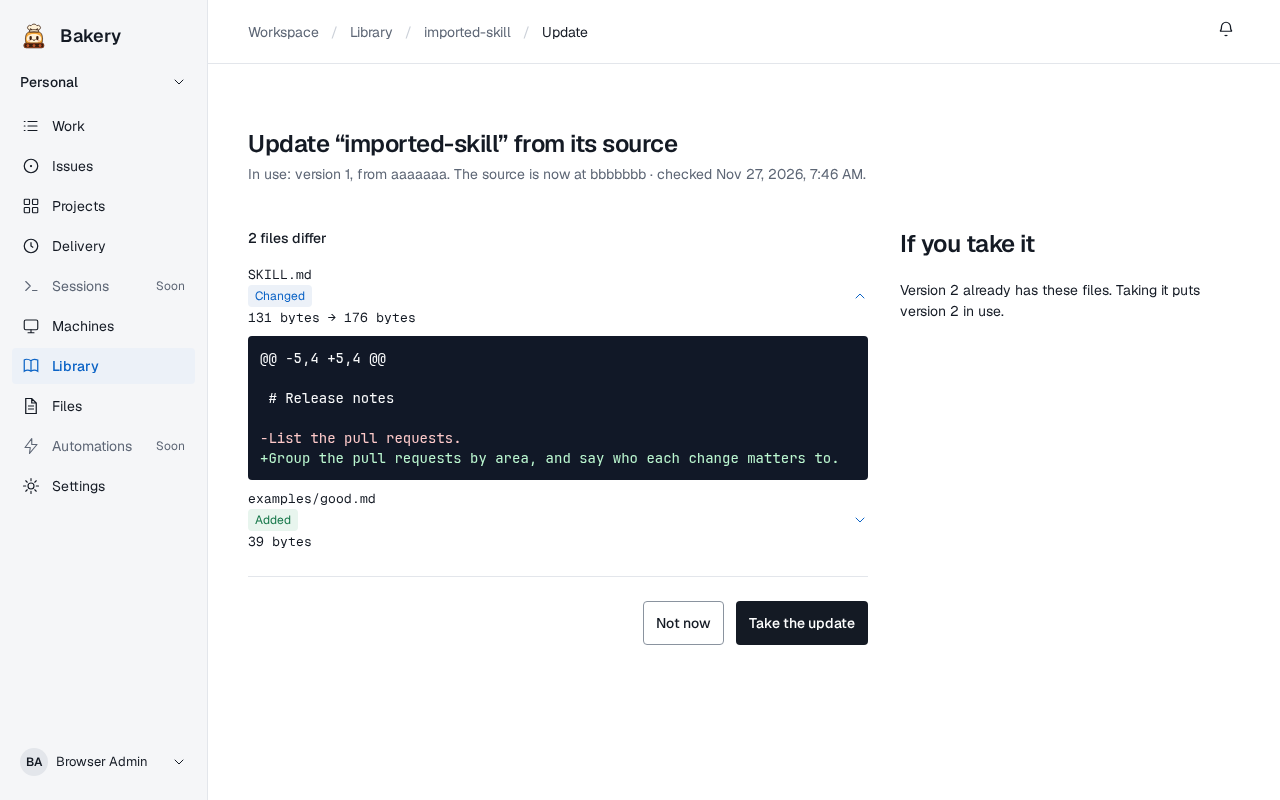 Bakery
Personal
Work
Issues
Projects
Delivery
Sessions Soon
Machines
Library
Files
Automations Soon
Settings
BA Browser Admin
Workspace / Library / imported-skill / Update
Update “imported-skill” from its source
In use: version 1, from aaaaaaa. The source is now at bbbbbbb · checked Nov 27, 2026, 7:46 AM.
2 files differ
SKILL.md
Changed
131 bytes → 176 bytes
@@ -5,4 +5,4 @@
# Release notes
-List the pull requests.
+Group the pull requests by area, and say who each change matters to.
examples/good.md
Added
39 bytes
Not now
Take the update
If you take it
Version 2 already has these files. Taking it puts
version 2 in use.